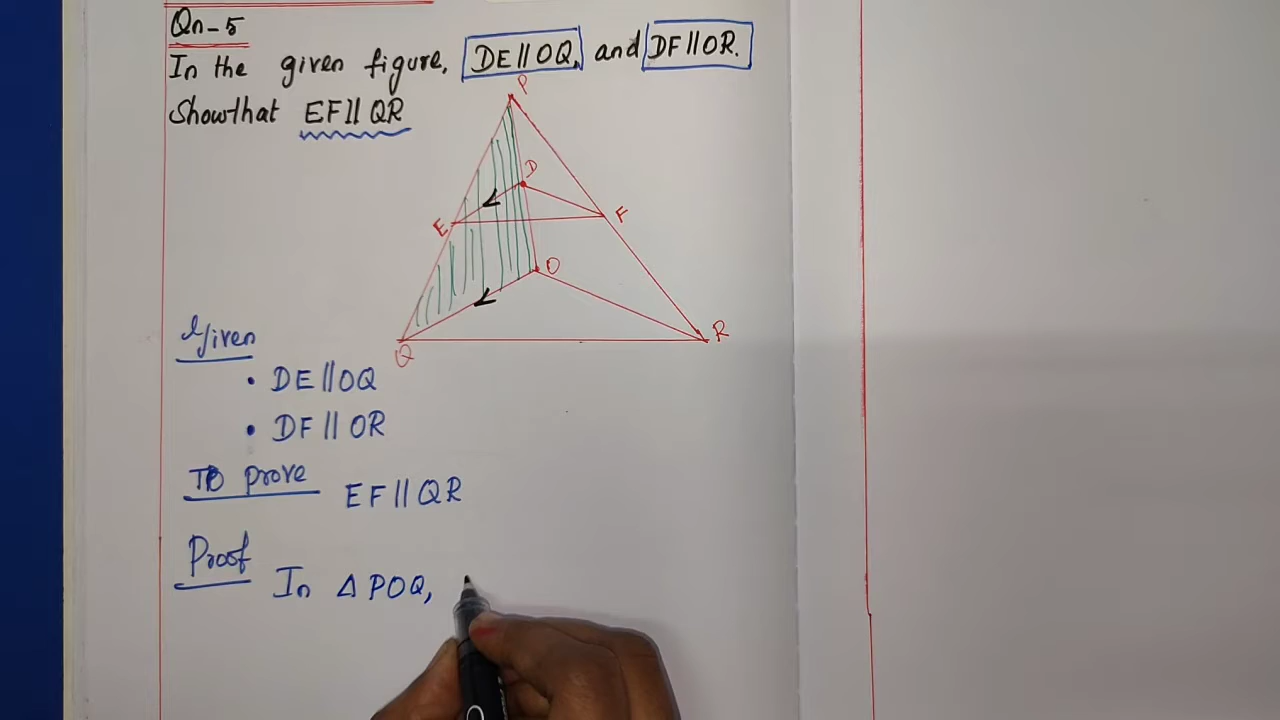 Qn-5
In the given figure, DE||OQ, and DF||OR.
Show that EF||QR
P
D
E
F
O
Q
R
Given
• DE||OQ
• DF||OR
To prove EF||QR
Proof In Δ POQ,